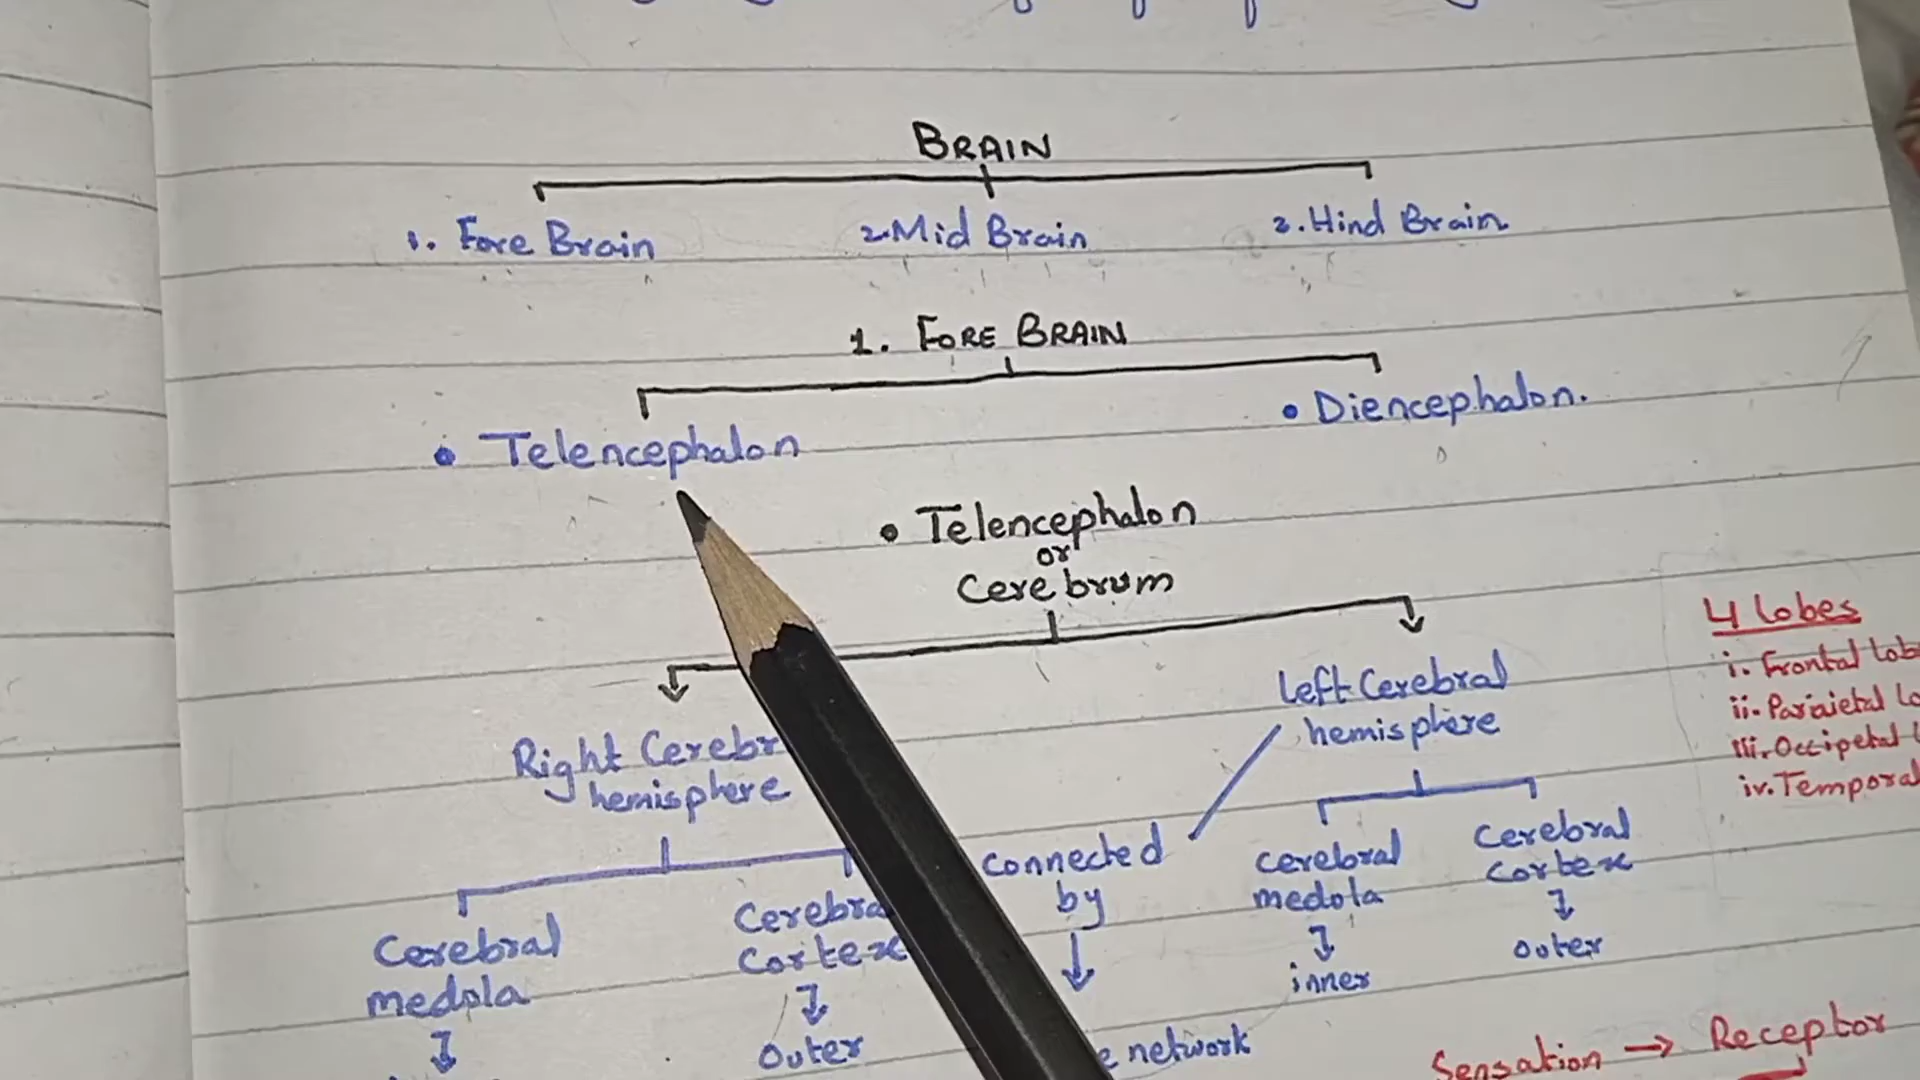 BRAIN
1. Fore Brain
2. Mid Brain
3. Hind Brain
1. FORE BRAIN
• Telencephalon
• Diencephalon.
• Telencephalon
or
Cerebrum
Right Cerebr
hemisphere
Left Cerebral
hemisphere
4 lobes
i. Frontal lob
ii. Paraietal Lo
iii. Occipetal l
iv. Temporal
Cerebral
medola
Cerebra
Cortex
Outer
connected
by
e network
cerebral
medola
inner
Cerebral
cortex
outer
Sensation → Receptor